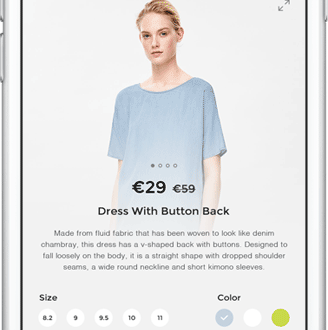 €29 €59
Dress With Button Back
Made from fluid fabric that has been woven to look like denim
chambray, this dress has a v-shaped back with buttons. Designed to
fall loosely on the body, it is a straight shape with dropped shoulder
seams, a wide round neckline and short kimono sleeves
Size Color
8.2 9 9.5 10 11